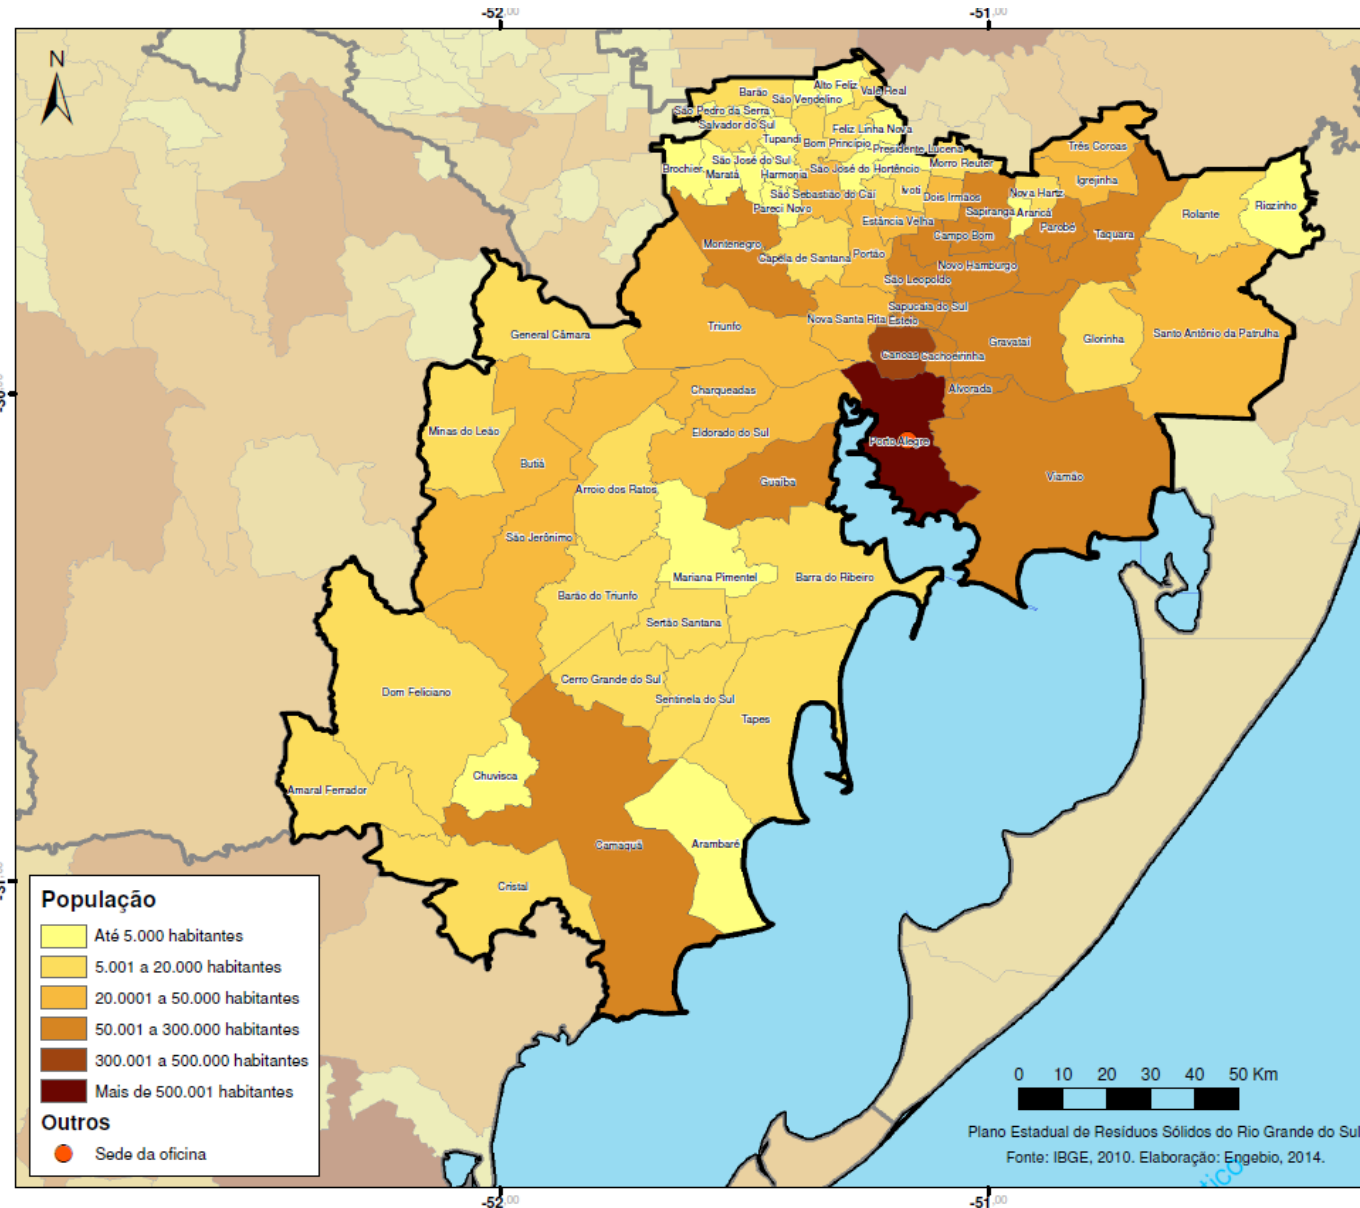 -52,00
-51,00
N
Alto Feliz
Vale Real
Barão
São Vendelino
São Pedro da Serra
Salvador do Sul
Feliz
Linha Nova
Tupandi
Bom Princípio
Presidente Lucena
Três Coroas
São José do Sul
Morro Reuter
Brochier
Maratá
Harmonia
São José do Hortêncio
Igrejinha
São Sebastião do Caí
Ivoti
Dois Irmãos
Nova Hartz
Pareci Novo
Sapiranga
Araricá
Rolante
Riozinho
Estância Velha
Parobé
Campo Bom
Taquara
Montenegro
Capela de Santana
Portão
Novo Hamburgo
São Leopoldo
Sapucaia do Sul
Nova Santa Rita
Esteio
Triunfo
General Câmara
Gravataí
Glorinha
Santo Antônio da Patrulha
Canoas
Cachoeirinha
Charqueadas
Alvorada
Minas do Leão
Eldorado do Sul
Porto Alegre
Butiá
Viamão
Guaíba
Arroio dos Ratos
São Jerônimo
Mariana Pimentel
Barra do Ribeiro
Barão do Triunfo
Sertão Santana
Cerro Grande do Sul
Dom Feliciano
Sentinela do Sul
Tapes
Chuvisca
Amaral Ferrador
Camaquã
Arambaré
Cristal
População
Até 5.000 habitantes
5.001 a 20.000 habitantes
20.0001 a 50.000 habitantes
50.001 a 300.000 habitantes
300.001 a 500.000 habitantes
Mais de 500.001 habitantes
Outros
Sede da oficina
0 10 20 30 40 50 Km
Plano Estadual de Resíduos Sólidos do Rio Grande do Sul
Fonte: IBGE, 2010. Elaboração: Engebio, 2014.
tico
-52,00
-51,00